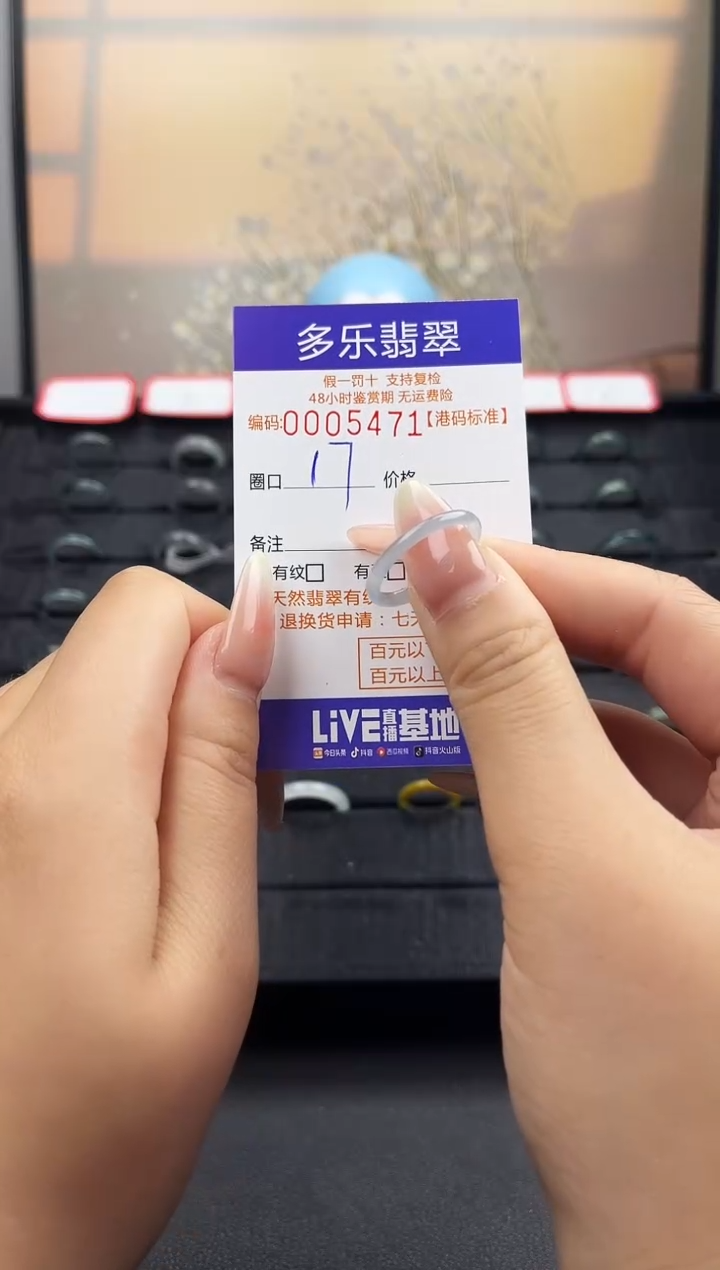 多乐翡翠
假一罚十 支持复检
48小时鉴赏期 无运费险
编码:0005471【港码标准】
圈口 17 价格
备注
有纹□ 有
天然翡翠有纹
退换货申请：七天
百元以下
百元以上
LiVE直播基地
今日头条 抖音 西瓜视频 抖音火山版